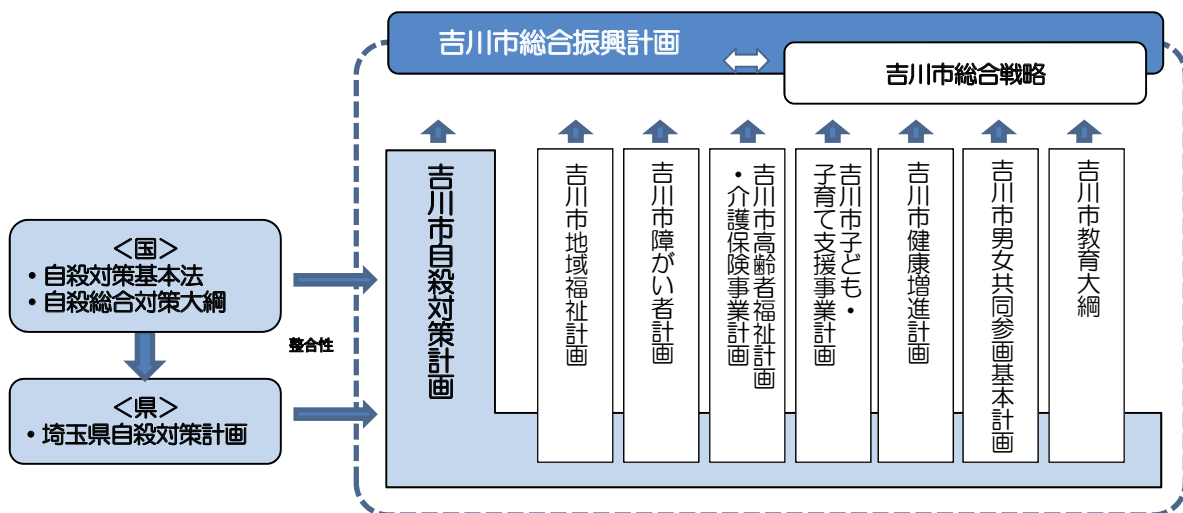 吉川市総合振興計画
吉川市総合戦略
<国>
・自殺対策基本法
・自殺総合対策大綱
整合性
<県>
・埼玉県自殺対策計画
吉川市自殺対策計画
吉川市地域福祉計画
吉川市障がい者計画
吉川市高齢者福祉計画
・介護保険事業計画
吉川市子ども・
子育て支援事業計画
吉川市健康増進計画
吉川市男女共同参画基本計画
吉川市教育大綱